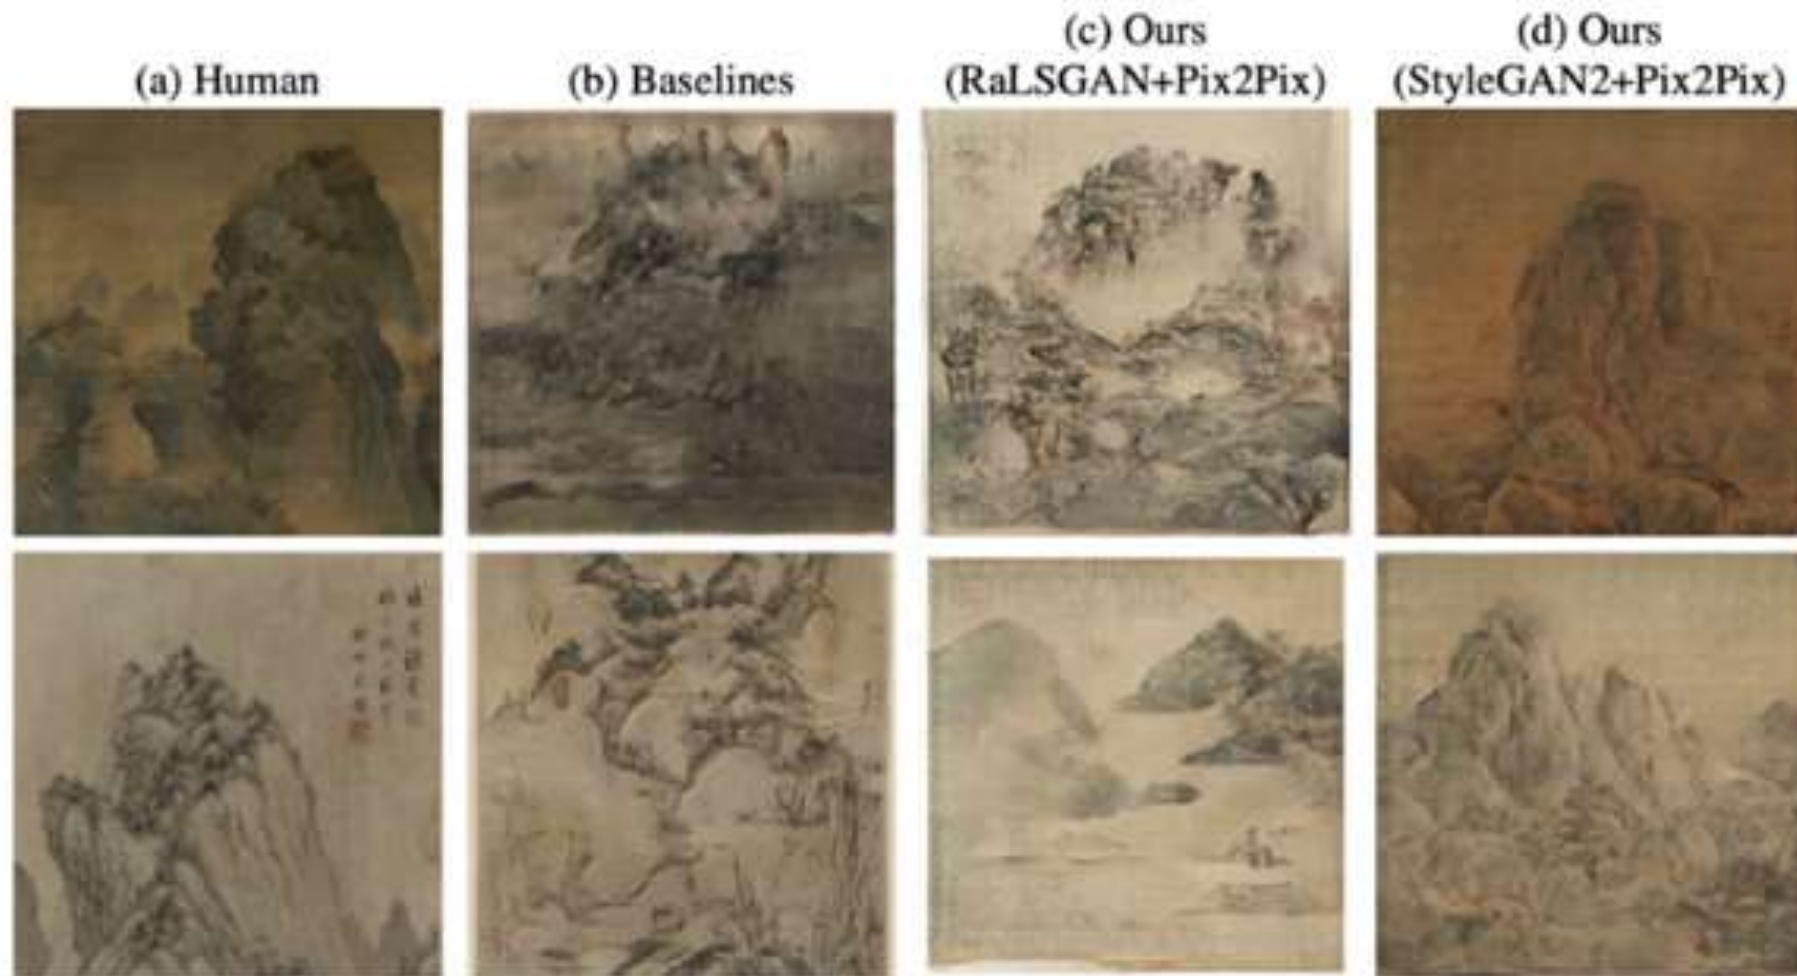 (a) Human
(b) Baselines
(c) Ours
(RaLSGAN+Pix2Pix)
(d) Ours
(StyleGAN2+Pix2Pix)